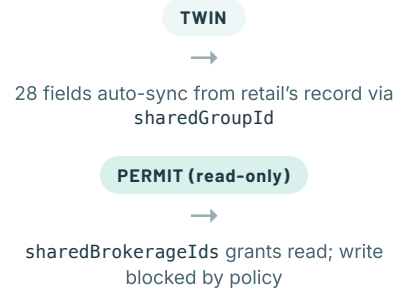 TWIN
→
28 fields auto-sync from retail’s record via
sharedGroupId
PERMIT (read-only)
→
sharedBrokerageIds grants read; write
blocked by policy